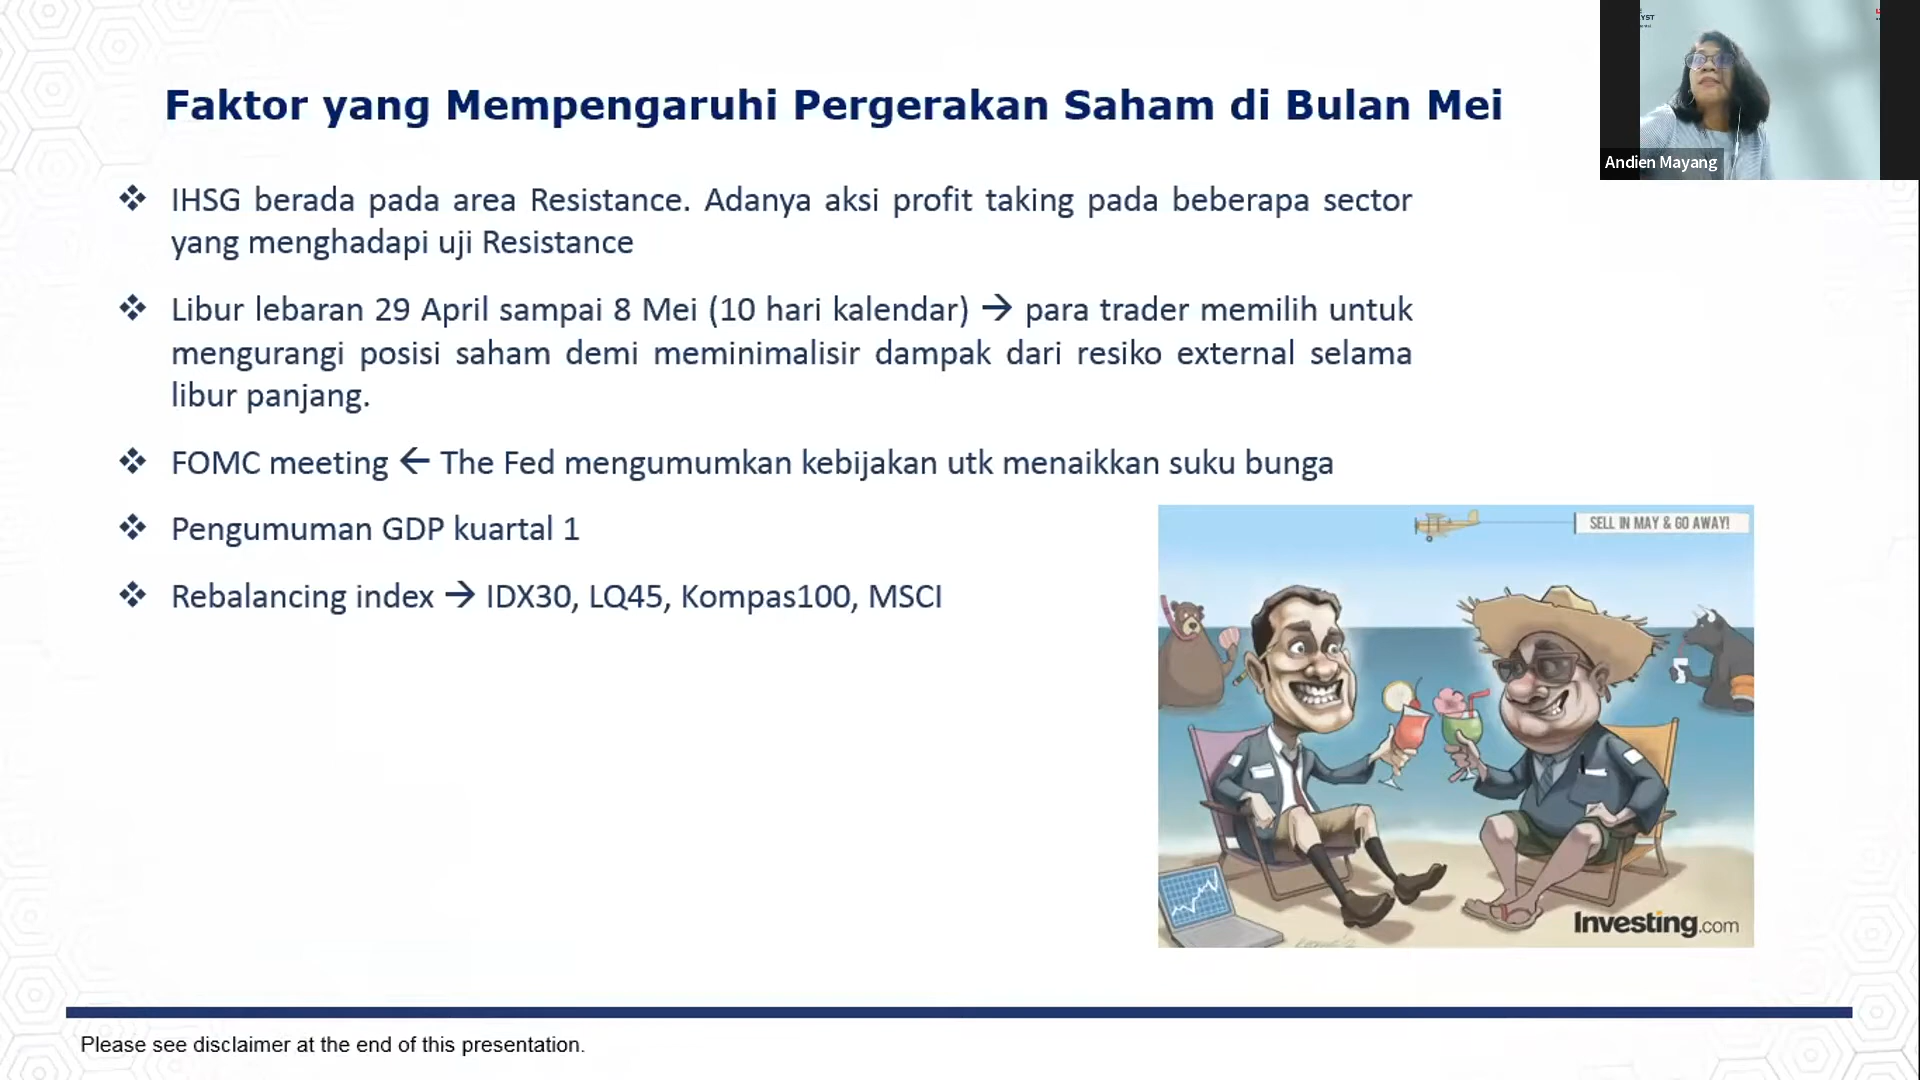 YST
Faktor yang Mempengaruhi Pergerakan Saham di Bulan Mei
Andien Mayang
❖ IHSG berada pada area Resistance. Adanya aksi profit taking pada beberapa sector
yang menghadapi uji Resistance
❖ Libur lebaran 29 April sampai 8 Mei (10 hari kalendar) → para trader memilih untuk
mengurangi posisi saham demi meminimalisir dampak dari resiko external selama
libur panjang.
❖ FOMC meeting ← The Fed mengumumkan kebijakan utk menaikkan suku bunga
❖ Pengumuman GDP kuartal 1
❖ Rebalancing index → IDX30, LQ45, Kompas100, MSCI
SELL IN MAY & GO AWAY!
Investing.com
Please see disclaimer at the end of this presentation.